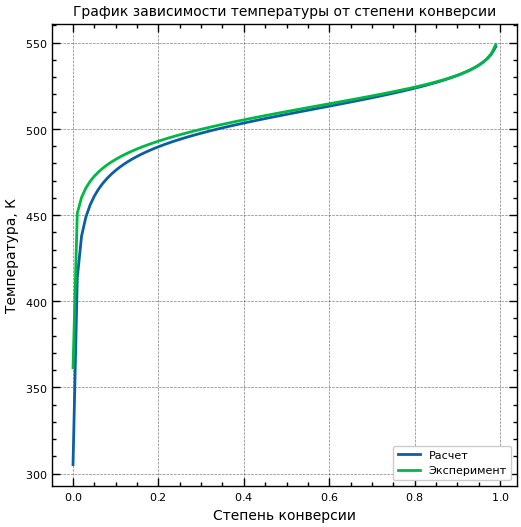 График зависимости температуры от степени конверсии
550
500
450
400
350
300
Температура, К
0.0 0.2 0.4 0.6 0.8 1.0
Степень конверсии
Расчет
Эксперимент